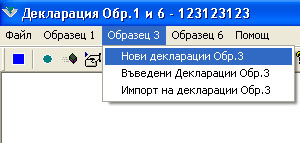 Декларация Обр.1 и 6 - 123123123
Файл Образец 1 Образец 3 Образец 6 Помощ
Нови декларации Обр.3
Въведени Декларации Обр.3
Импорт на декларации Обр.3